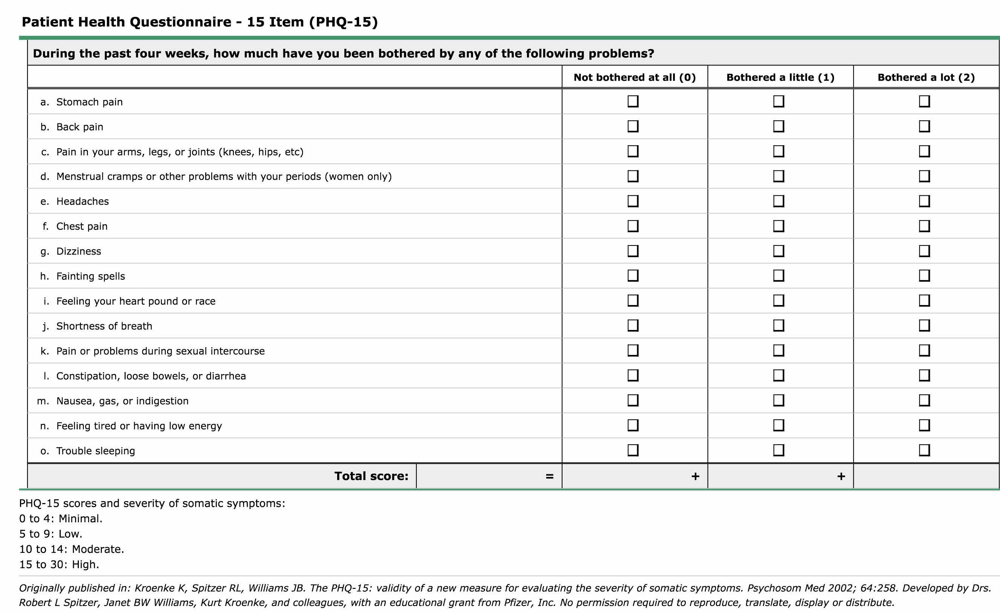 Patient Health Questionnaire - 15 Item (PHQ-15)
During the past four weeks, how much have you been bothered by any of the following problems?
Not bothered at all (0) Bothered a little (1) Bothered a lot (2)
a. Stomach pain
b. Back pain
c. Pain in your arms, legs, or joints (knees, hips, etc)
d. Menstrual cramps or other problems with your periods (women only)
e. Headaches
f. Chest pain
g. Dizziness
h. Fainting spells
i. Feeling your heart pound or race
j. Shortness of breath
k. Pain or problems during sexual intercourse
l. Constipation, loose bowels, or diarrhea
m. Nausea, gas, or indigestion
n. Feeling tired or having low energy
o. Trouble sleeping
Total score: = + +
PHQ-15 scores and severity of somatic symptoms:
0 to 4: Minimal.
5 to 9: Low.
10 to 14: Moderate.
15 to 30: High.
Originally published in: Kroenke K, Spitzer RL, Williams JB. The PHQ-15: validity of a new measure for evaluating the severity of somatic symptoms. Psychosom Med 2002; 64:258. Developed by Drs.
Robert L Spitzer, Janet BW Williams, Kurt Kroenke, and colleagues, with an educational grant from Pfizer, Inc. No permission required to reproduce, translate, display or distribute.